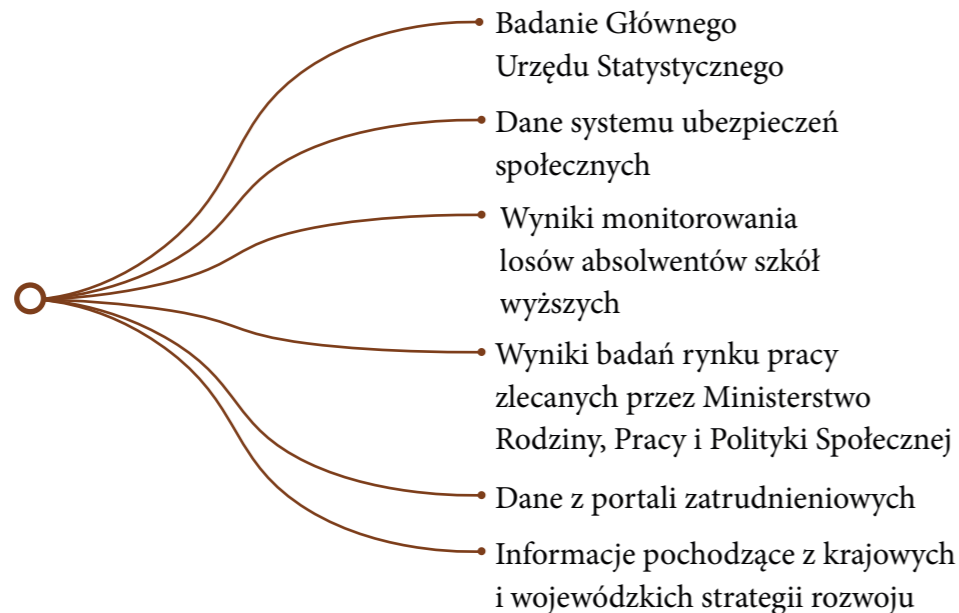 Badanie Głównego
Urzędu Statystycznego
Dane systemu ubezpieczeń
społecznych
Wyniki monitorowania
losów absolwentów szkół
wyższych
Wyniki badań rynku pracy
zlecanych przez Ministerstwo
Rodziny, Pracy i Polityki Społecznej
Dane z portali zatrudnieniowych
Informacje pochodzące z krajowych
i wojewódzkich strategii rozwoju